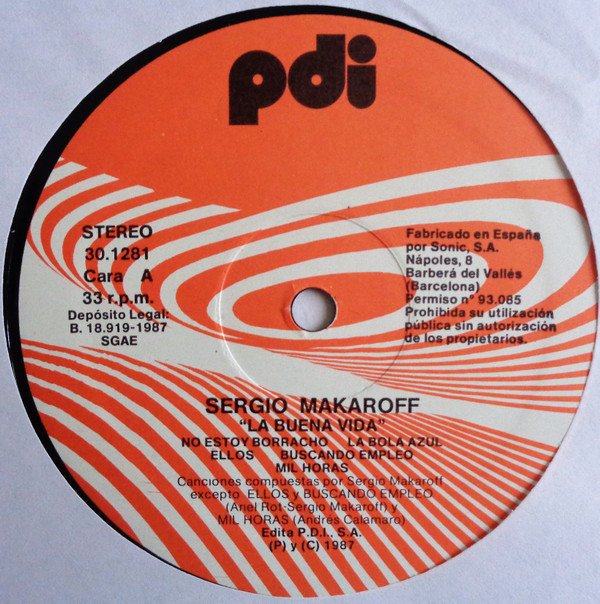 pdi
STEREO
30.1281
Cara A
33 r.p.m.
Depósito Legal:
B. 18.919-1987
SGAE
Fabricado en España
por Sonic, S.A.
Nápoles, 8
Barberá del Vallés
(Barcelona)
Permiso n° 93.085
Prohibida su utilización
pública sin autorización
de los propietarios.
SERGIO MAKAROFF
"LA BUENA VIDA"
NO ESTOY BORRACHO LA BOLA AZUL
ELLOS BUSCANDO EMPLEO
MIL HORAS
Canciones compuestas por Sergio Makaroff
excepto ELLOS y BUSCANDO EMPLEO
(Ariel Rot-Sergio Makaroff) y
MIL HORAS (Andrés Calamaro)
Edita P.D.I., S.A.
(P) y (C) 1987